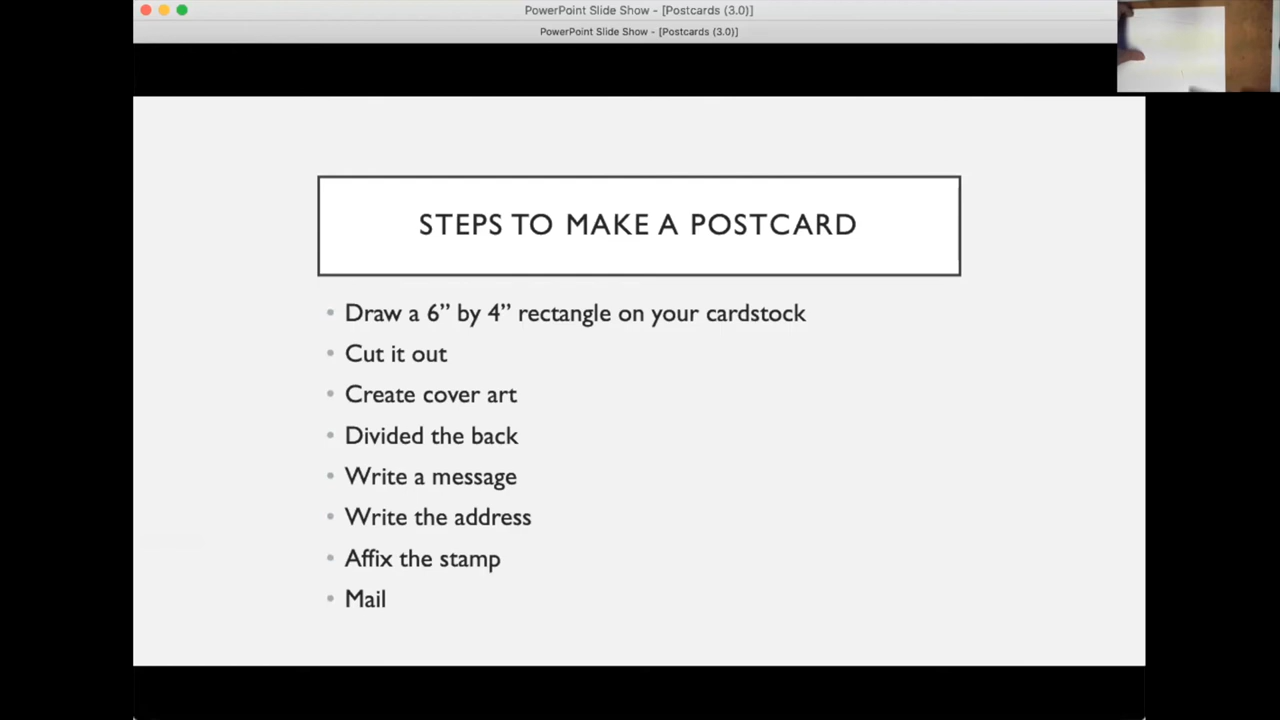 PowerPoint Slide Show - [Postcards (3.0)]
PowerPoint Slide Show - [Postcards (3.0)]
STEPS TO MAKE A POSTCARD
• Draw a 6” by 4” rectangle on your cardstock
• Cut it out
• Create cover art
• Divided the back
• Write a message
• Write the address
• Affix the stamp
• Mail